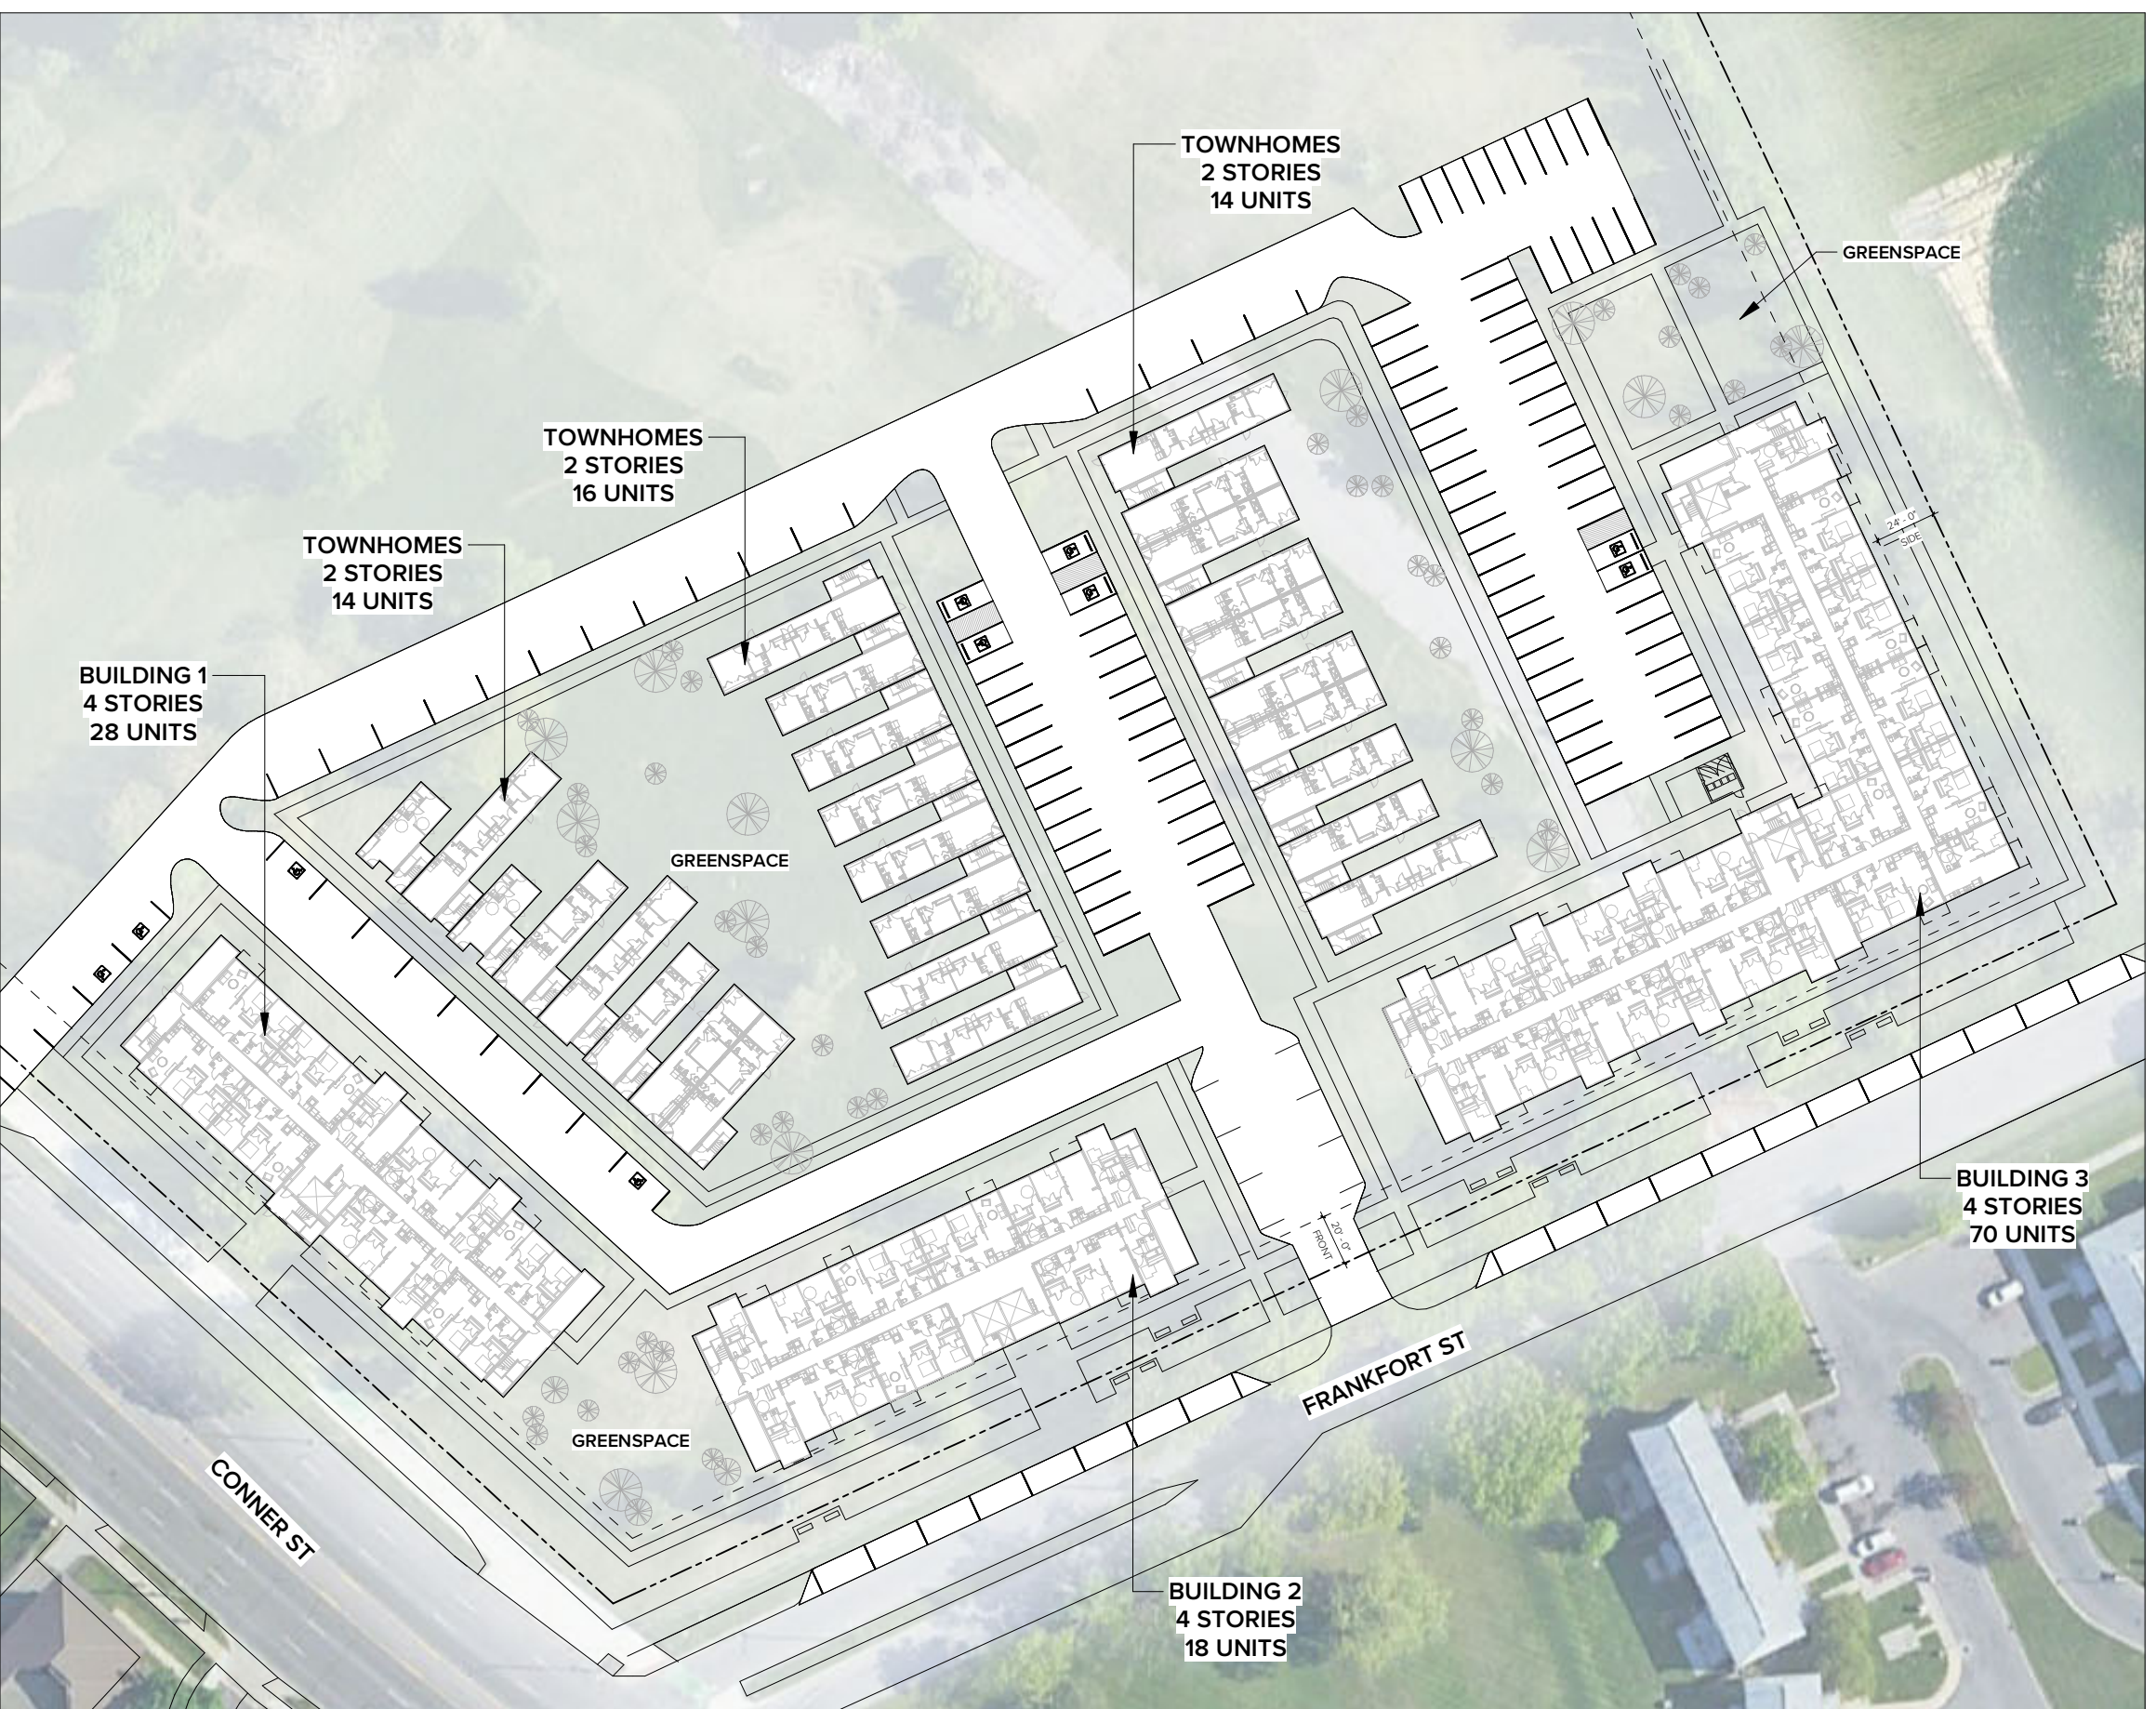 TOWNHOMES
2 STORIES
14 UNITS
GREENSPACE
TOWNHOMES
2 STORIES
16 UNITS
TOWNHOMES
2 STORIES
14 UNITS
24' - 0"
SIDE
BUILDING 1
4 STORIES
28 UNITS
GREENSPACE
BUILDING 3
4 STORIES
70 UNITS
20' - 0"
FRONT
FRANKFORT ST
GREENSPACE
CONNER ST
BUILDING 2
4 STORIES
18 UNITS